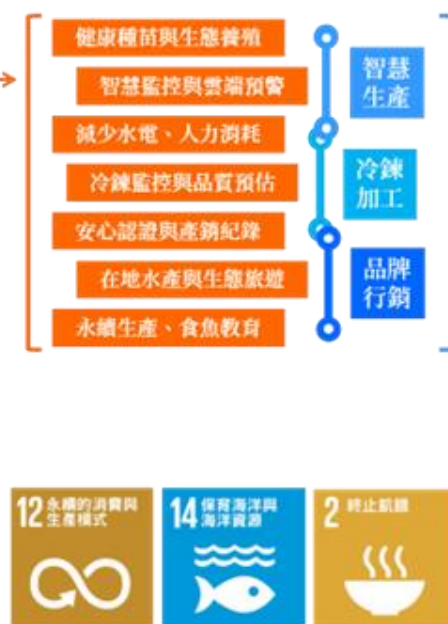 健康種苗與生態養殖
智慧監控與雲端預警
減少水電、人力消耗
冷鍊監控與品質預估
安心認證與產銷紀錄
在地水產與生態旅遊
永續生產、食魚教育
智慧
生產
冷鍊
加工
品牌
行銷
12 永續的消費與
生產模式
14 保育海洋與
海洋資源
2 終止飢餓